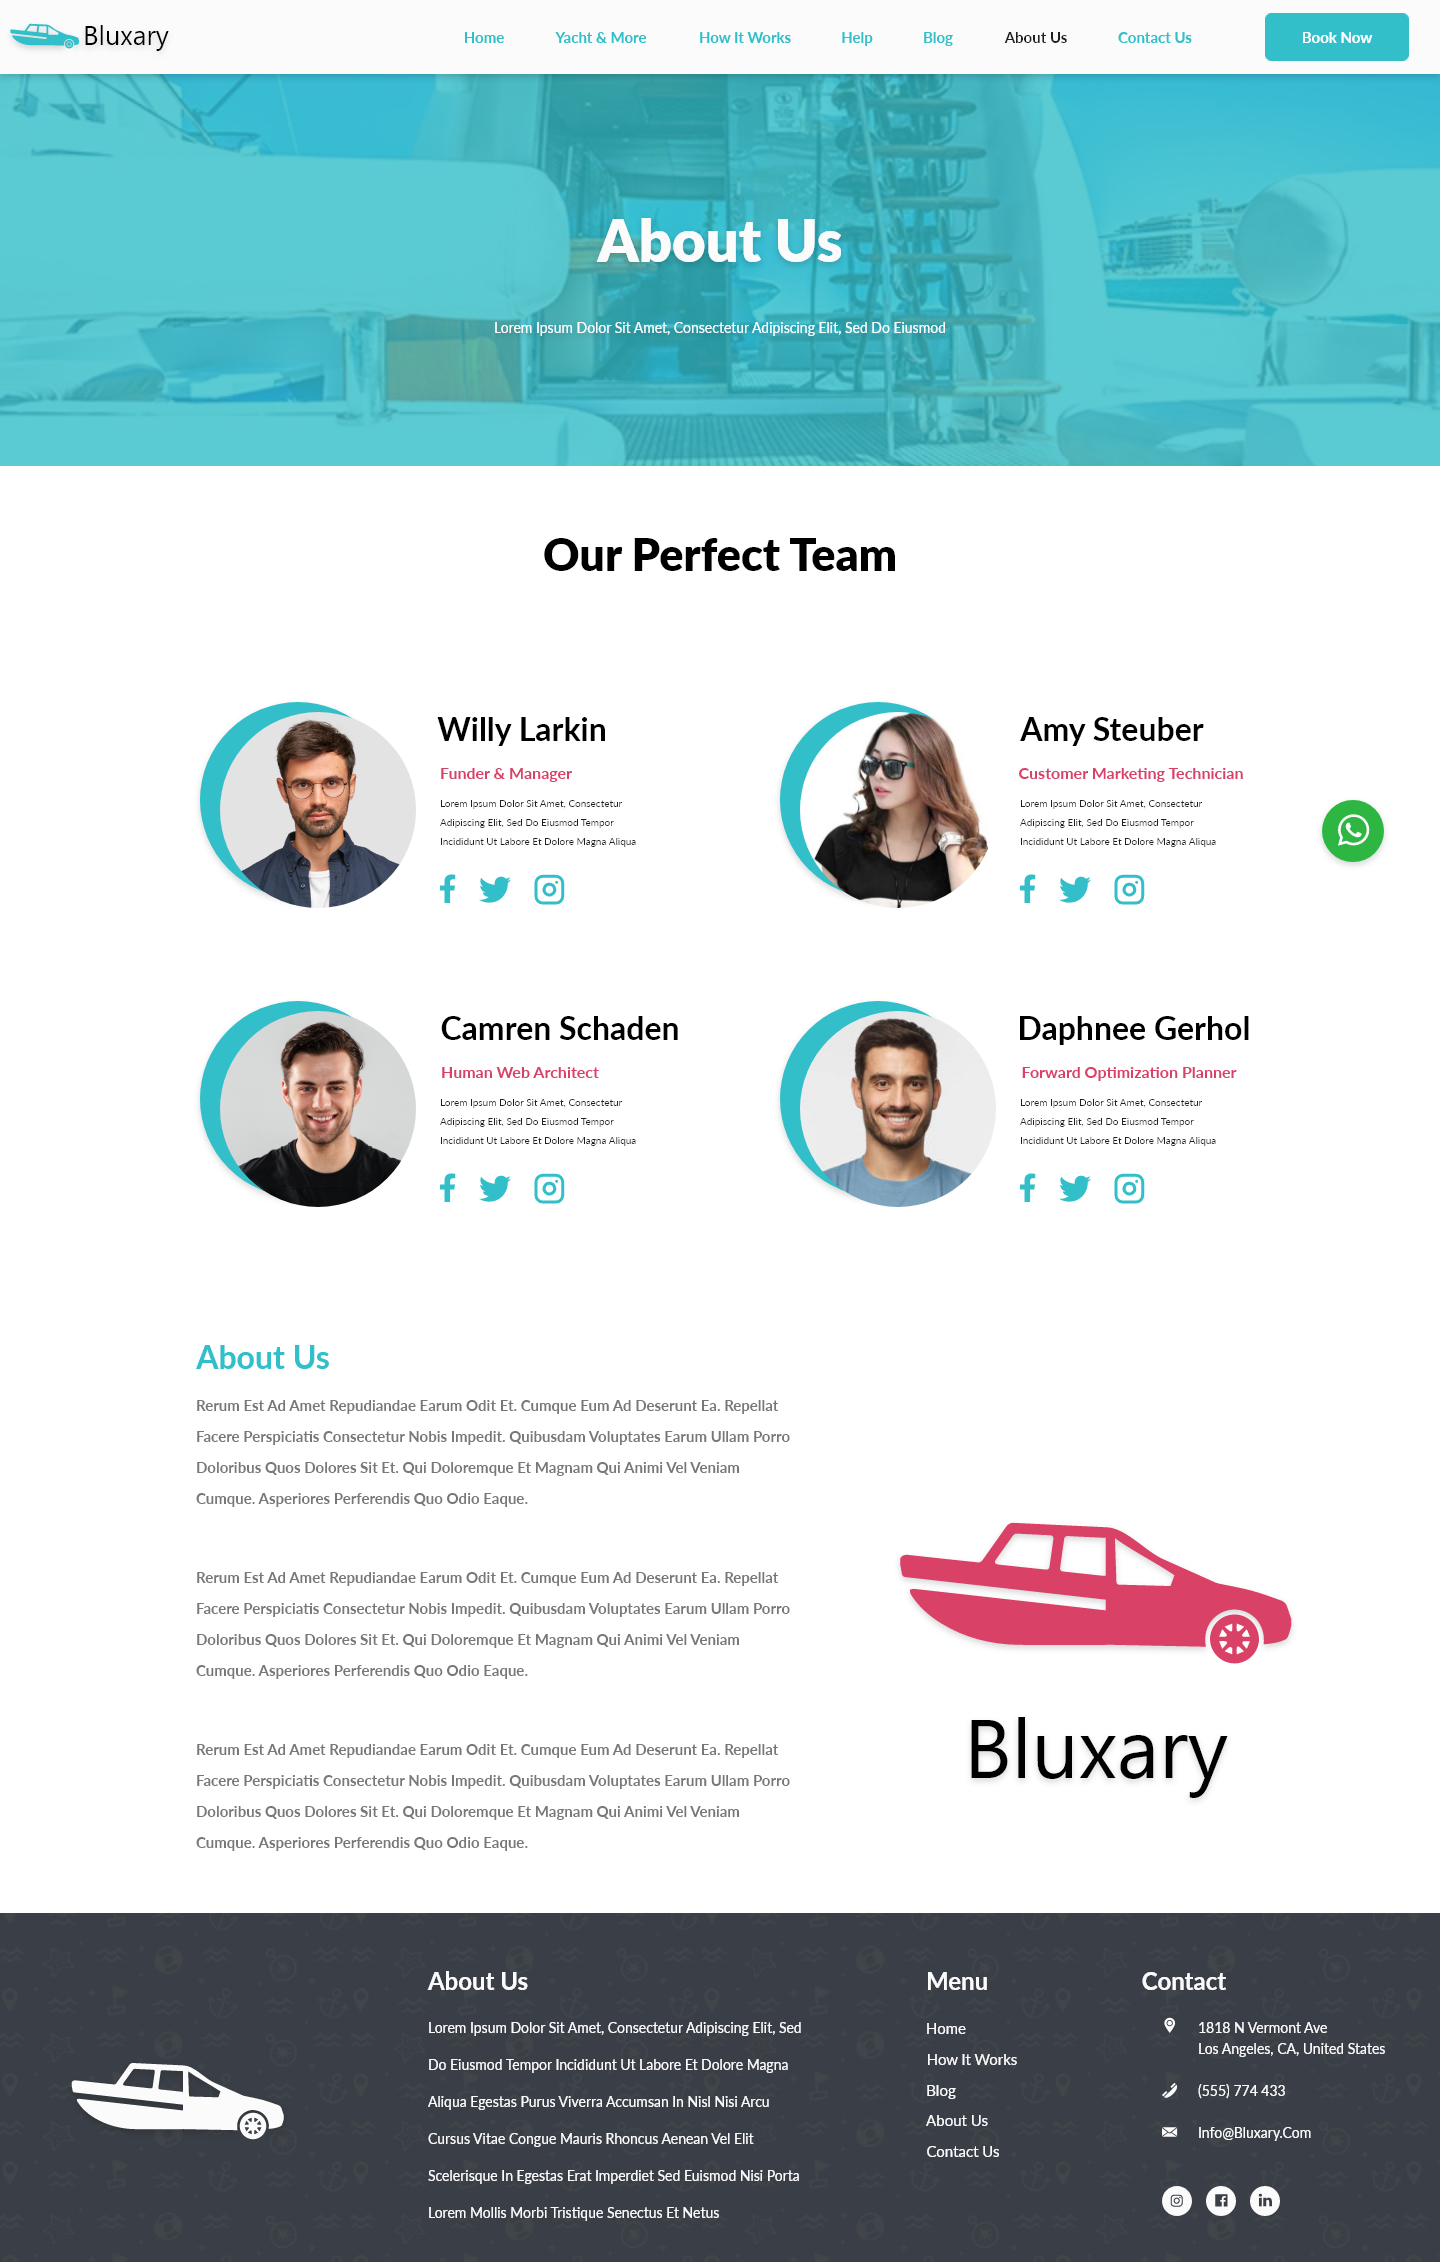 Bluxary
Home
Yacht & More
How It Works
Help
Blog
About Us
Contact Us
Book Now
About Us
Lorem Ipsum Dolor Sit Amet, Consectetur Adipiscing Elit, Sed Do Eiusmod
Our Perfect Team
Willy Larkin
Funder & Manager
Lorem Ipsum Dolor Sit Amet, Consectetur
Adipiscing Elit, Sed Do Eiusmod Tempor
Incididunt Ut Labore Et Dolore Magna Aliqua
Amy Steuber
Customer Marketing Technician
Lorem Ipsum Dolor Sit Amet, Consectetur
Adipiscing Elit, Sed Do Eiusmod Tempor
Incididunt Ut Labore Et Dolore Magna Aliqua
Camren Schaden
Human Web Architect
Lorem Ipsum Dolor Sit Amet, Consectetur
Adipiscing Elit, Sed Do Eiusmod Tempor
Incididunt Ut Labore Et Dolore Magna Aliqua
Daphnee Gerhol
Forward Optimization Planner
Lorem Ipsum Dolor Sit Amet, Consectetur
Adipiscing Elit, Sed Do Eiusmod Tempor
Incididunt Ut Labore Et Dolore Magna Aliqua
About Us
Rerum Est Ad Amet Repudiandae Earum Odit Et. Cumque Eum Ad Deserunt Ea. Repellat
Facere Perspiciatis Consectetur Nobis Impedit. Quibusdam Voluptates Earum Ullam Porro
Doloribus Quos Dolores Sit Et. Qui Doloremque Et Magnam Qui Animi Vel Veniam
Cumque. Asperiores Perferendis Quo Odio Eaque.
Rerum Est Ad Amet Repudiandae Earum Odit Et. Cumque Eum Ad Deserunt Ea. Repellat
Facere Perspiciatis Consectetur Nobis Impedit. Quibusdam Voluptates Earum Ullam Porro
Doloribus Quos Dolores Sit Et. Qui Doloremque Et Magnam Qui Animi Vel Veniam
Cumque. Asperiores Perferendis Quo Odio Eaque.
Rerum Est Ad Amet Repudiandae Earum Odit Et. Cumque Eum Ad Deserunt Ea. Repellat
Facere Perspiciatis Consectetur Nobis Impedit. Quibusdam Voluptates Earum Ullam Porro
Doloribus Quos Dolores Sit Et. Qui Doloremque Et Magnam Qui Animi Vel Veniam
Cumque. Asperiores Perferendis Quo Odio Eaque.
Bluxary
About Us
Lorem Ipsum Dolor Sit Amet, Consectetur Adipiscing Elit, Sed
Do Eiusmod Tempor Incididunt Ut Labore Et Dolore Magna
Aliqua Egestas Purus Viverra Accumsan In Nisl Nisi Arcu
Cursus Vitae Congue Mauris Rhoncus Aenean Vel Elit
Scelerisque In Egestas Erat Imperdiet Sed Euismod Nisi Porta
Lorem Mollis Morbi Tristique Senectus Et Netus
Menu
Home
How It Works
Blog
About Us
Contact Us
Contact
1818 N Vermont Ave
Los Angeles, CA, United States
(555) 774 433
Info@Bluxary.Com